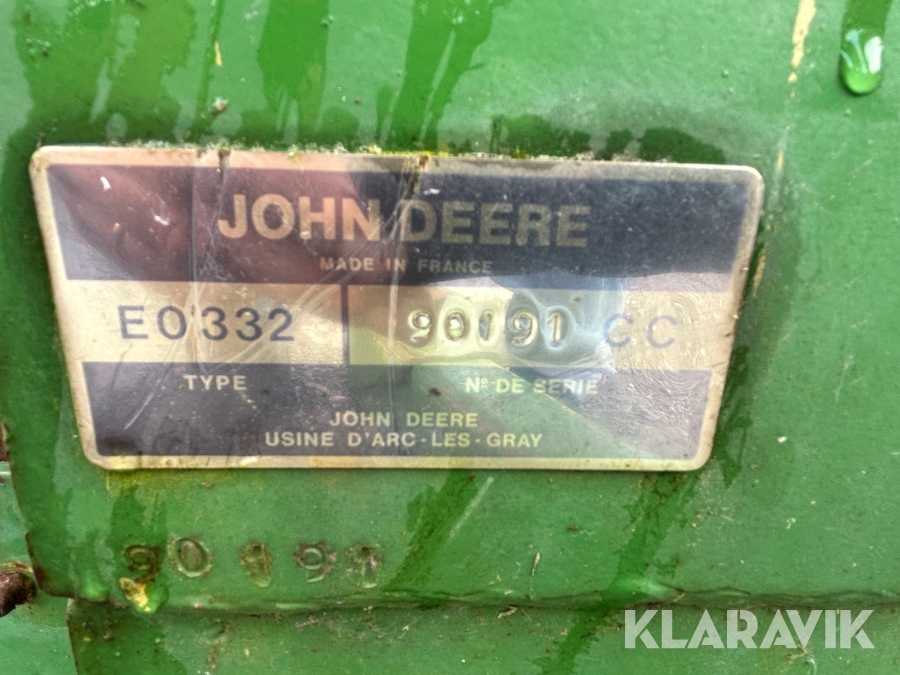 JOHN DEERE
MADE IN FRANCE
E0332 90191 CC
TYPE Nº DE SERIE
JOHN DEERE
USINE D'ARC-LES-GRAY
90191
KLARAVIK